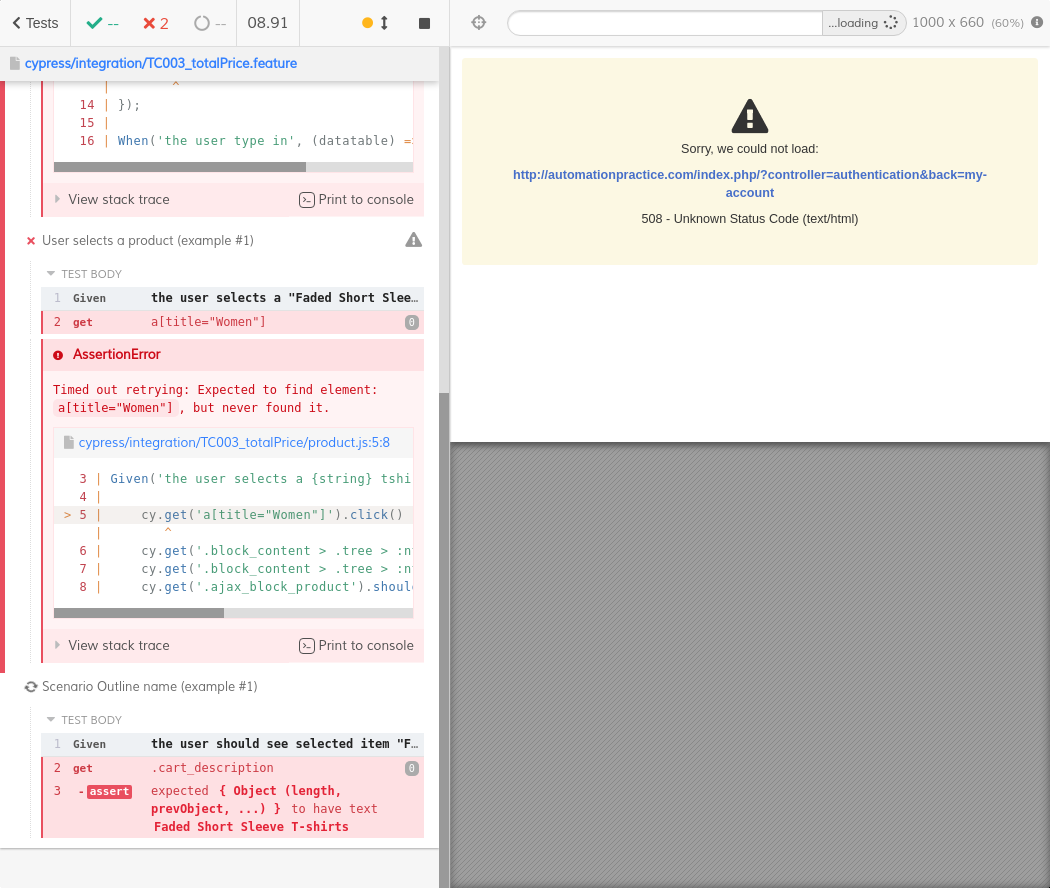 Tests
--
2
--
08.91
...loading
1000 x 660 (60%)
cypress/integration/TC003_totalPrice.feature
| ^
14 | });
15 |
16 | When('the user type in', (datatable) =
View stack trace
Print to console
User selects a product (example #1)
TEST BODY
1 Given the user selects a "Faded Short Slee…
2 get a[title="Women"] 0
AssertionError
Timed out retrying: Expected to find element:
a[title="Women"] , but never found it.
cypress/integration/TC003_totalPrice/product.js:5:8
3 | Given('the user selects a {string} tshi
4 |
> 5 | cy.get('a[title="Women"]').click()
| ^
6 | cy.get('.block_content > .tree > :n
7 | cy.get('.block_content > .tree > :n
8 | cy.get('.ajax_block_product').shoul
View stack trace
Print to console
Scenario Outline name (example #1)
TEST BODY
1 Given the user should see selected item "F…
2 get .cart_description 0
3 -assert expected { Object (length,
prevObject, ...) } to have text
Faded Short Sleeve T-shirts
Sorry, we could not load:
http://automationpractice.com/index.php/?controller=authentication&back=my-
account
508 - Unknown Status Code (text/html)